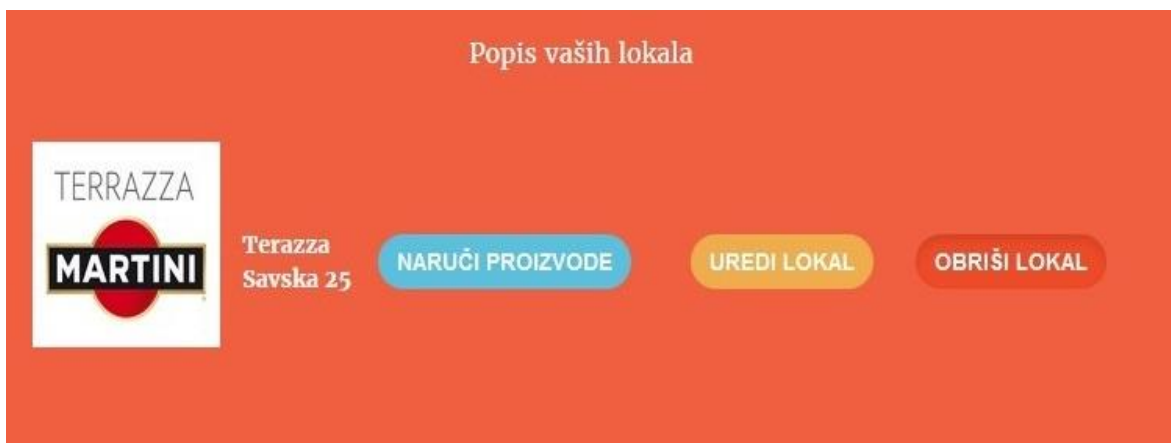 Popis vaših lokala
TERRAZZA
MARTINI
Terazza
Savska 25
NARUČI PROIZVODE
UREDI LOKAL
OBRIŠI LOKAL